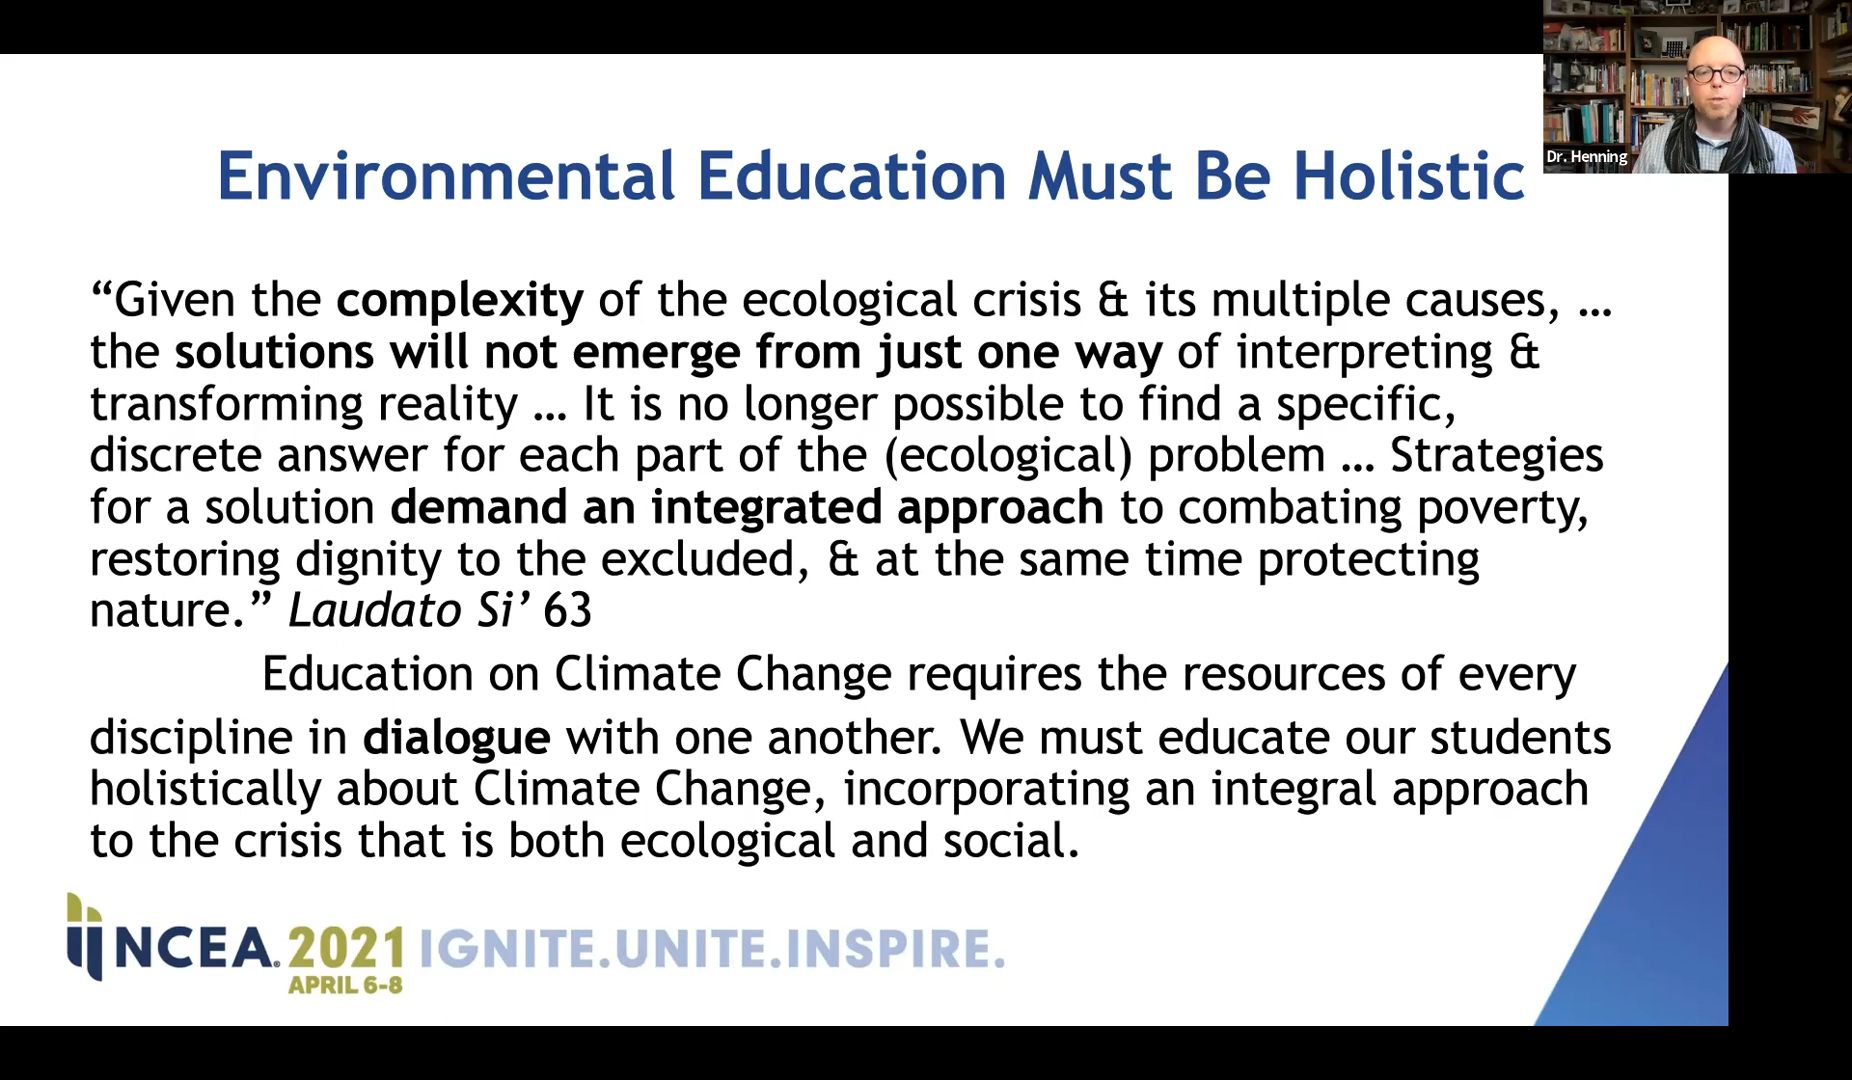 Dr. Henning
Environmental Education Must Be Holistic
“Given the complexity of the ecological crisis & its multiple causes, …
the solutions will not emerge from just one way of interpreting &
transforming reality … It is no longer possible to find a specific,
discrete answer for each part of the (ecological) problem … Strategies
for a solution demand an integrated approach to combating poverty,
restoring dignity to the excluded, & at the same time protecting
nature.” Laudato Si’ 63
Education on Climate Change requires the resources of every
discipline in dialogue with one another. We must educate our students
holistically about Climate Change, incorporating an integral approach
to the crisis that is both ecological and social.
NCEA® 2021 IGNITE.UNITE.INSPIRE.
APRIL 6-8